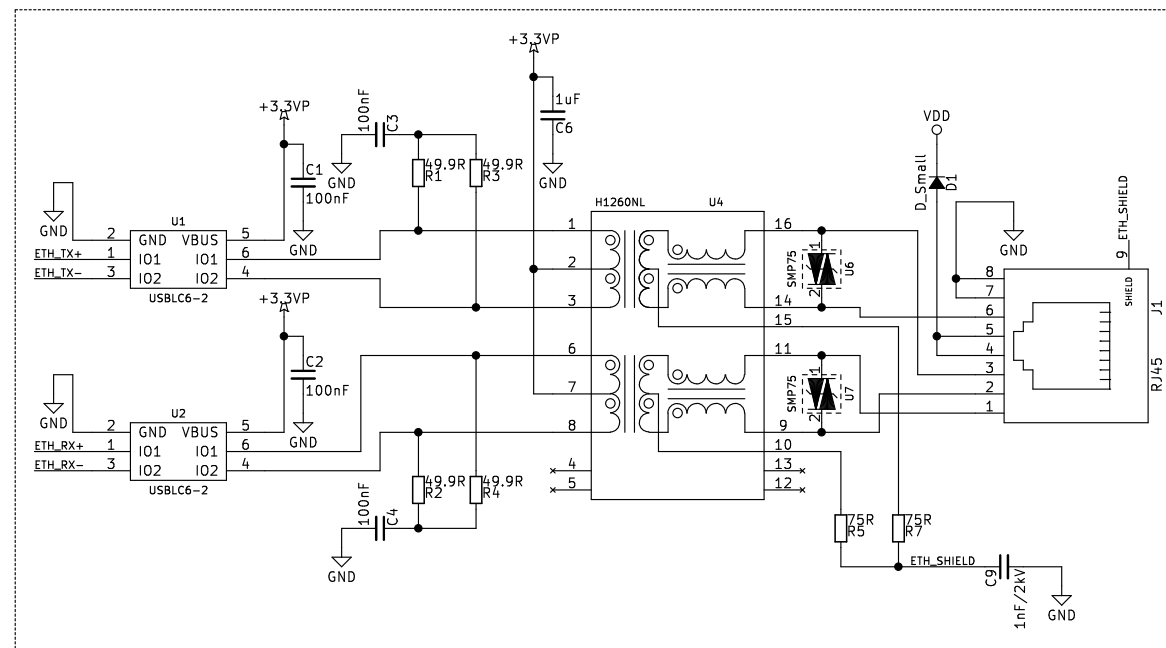 +3.3VP
1uF
C6
100nF
C3
GND
+3.3VP
C1
100nF
GND
49.9R
R1
49.9R
R3
GND
VDD
D_Small
D1
GND
ETH_SHIELD
9
SHIELD
GND
ETH_TX+
ETH_TX-
U1
2 GND VBUS 5
1 IO1 IO1 6
3 IO2 IO2 4
USBLC6-2
H1260NL U4
1 16
2
3 14
15
6 11
7
8 9
10
4 13
5 12
SMP75
1
2
U6
SMP75
1
2
U7
8
7
6
5
4
3
2
1
J1
RJ45
+3.3VP
C2
100nF
GND
GND
ETH_RX+
ETH_RX-
U2
2 GND VBUS 5
1 IO1 IO1 6
3 IO2 IO2 4
USBLC6-2
49.9R
R2
49.9R
R4
100nF
C4
GND
75R
R5
75R
R7
ETH_SHIELD
C9
1nF/2kV
GND